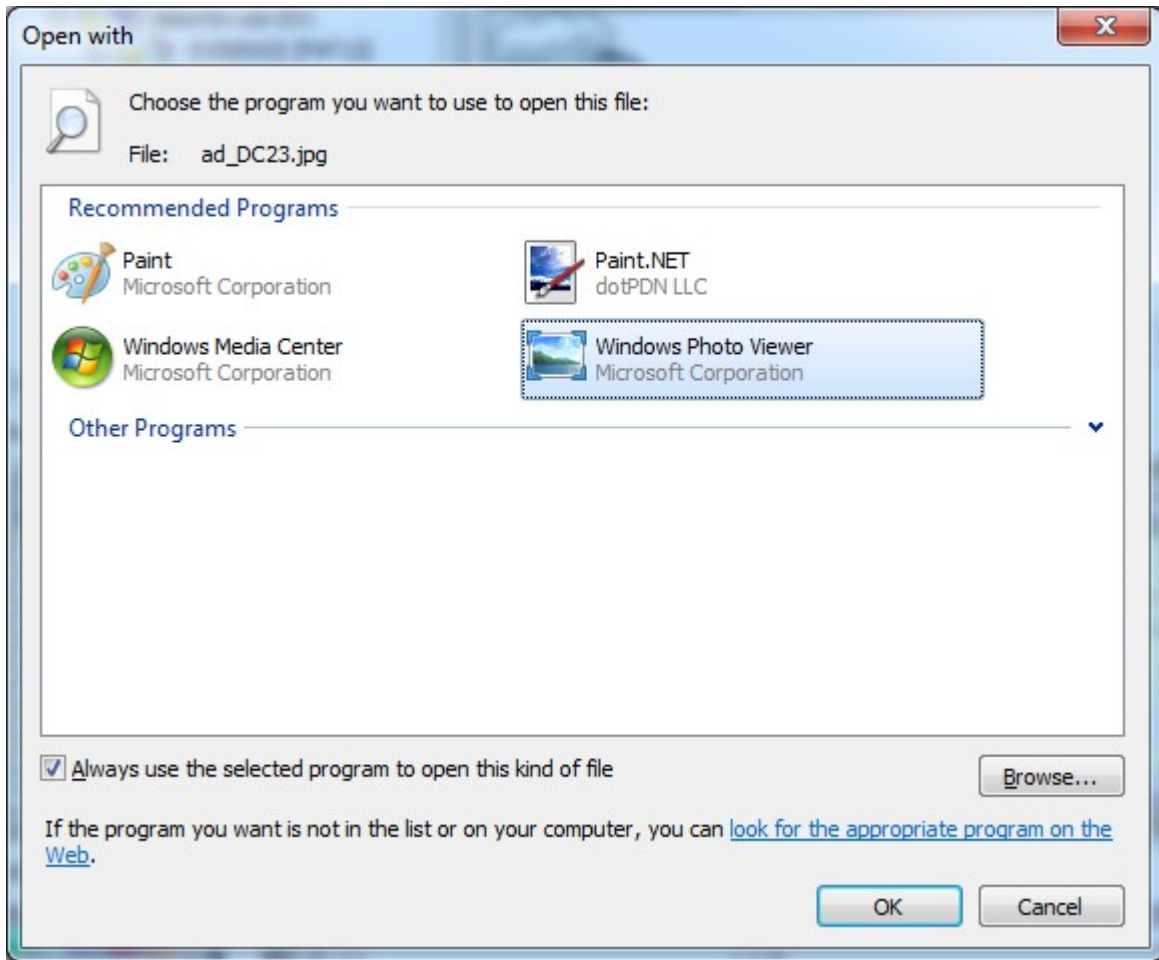 Open with
Choose the program you want to use to open this file:
File: ad_DC23.jpg
Recommended Programs
Paint
Microsoft Corporation
Paint.NET
dotPDN LLC
Windows Media Center
Microsoft Corporation
Windows Photo Viewer
Microsoft Corporation
Other Programs
Always use the selected program to open this kind of file
Browse...
If the program you want is not in the list or on your computer, you can look for the appropriate program on the
Web.
OK
Cancel